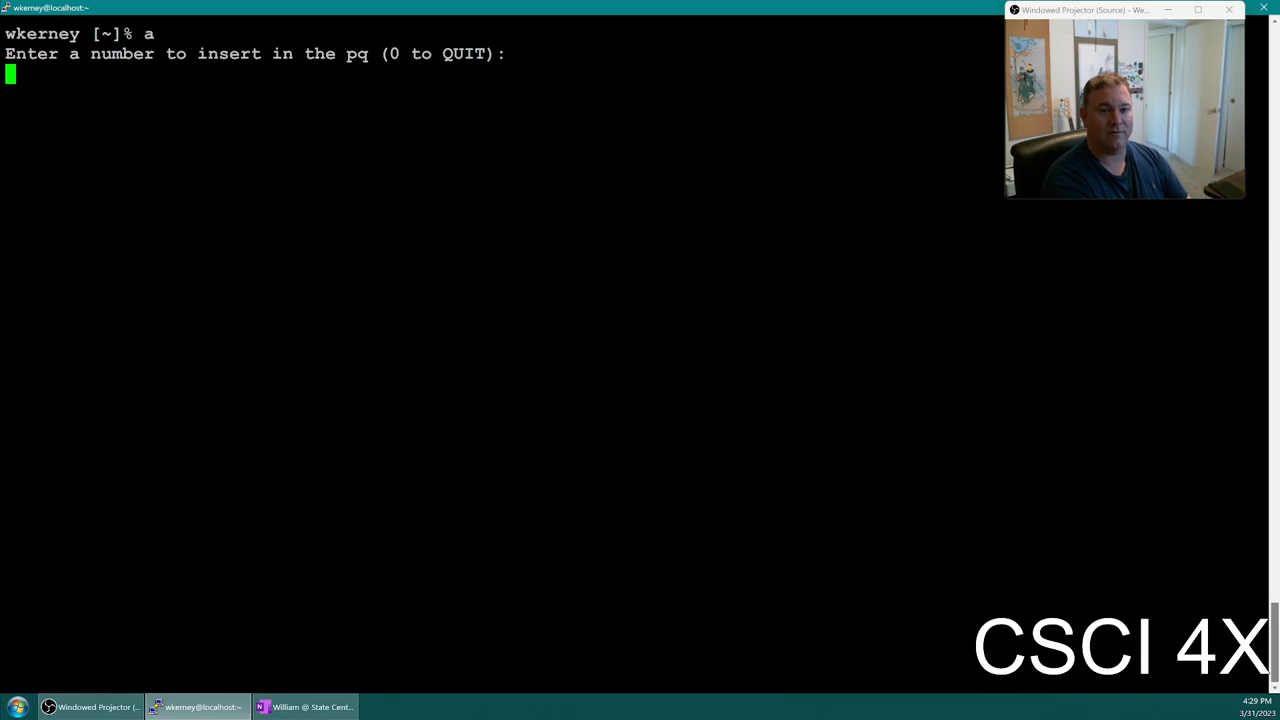 wkerney@localhost:~
Windowed Projector (Source) - We...
wkerney [~]% a
Enter a number to insert in the pq (0 to QUIT):
CSCI 4X
Windowed Projector (...
wkerney@localhost:~
William @ State Cent...
4:29 PM
3/31/2023